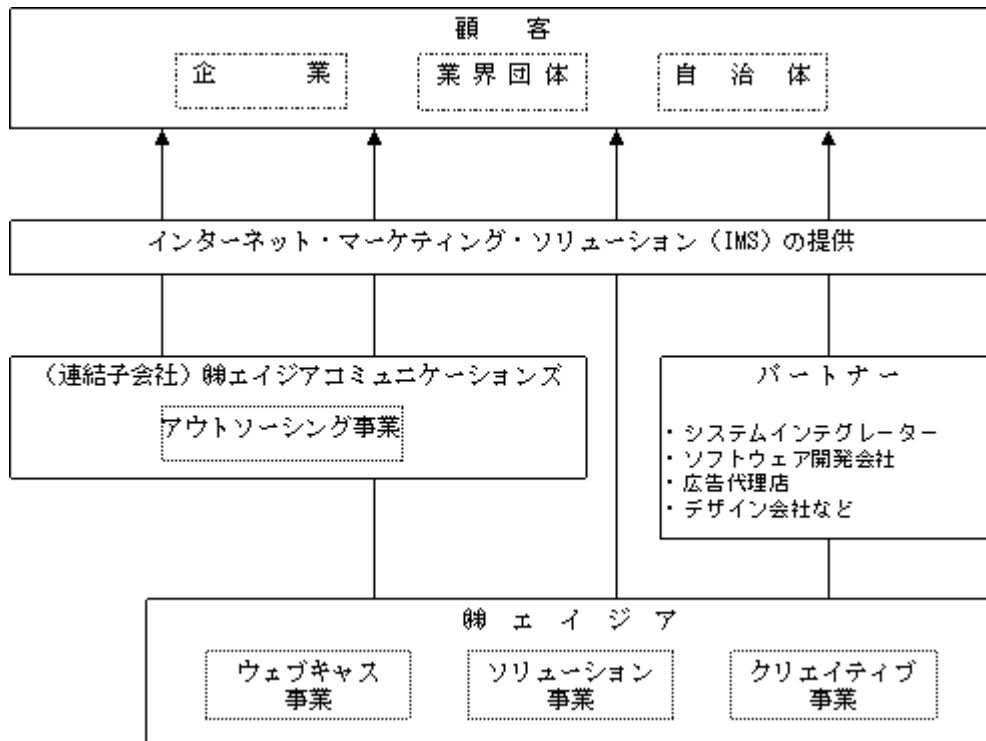 顧 客
企 業
業界団体
自 治 体
インターネット・マーケティング・ソリューション(IMS)の提供
(連結子会社)㈱エイジアコミュニケーションズ
アウトソーシング事業
パートナー
・システムインテグレーター
・ソフトウェア開発会社
・広告代理店
・デザイン会社など
㈱ エ イ ジ ア
ウェブキャス
事業
ソリューション
事業
クリエイティブ
事業